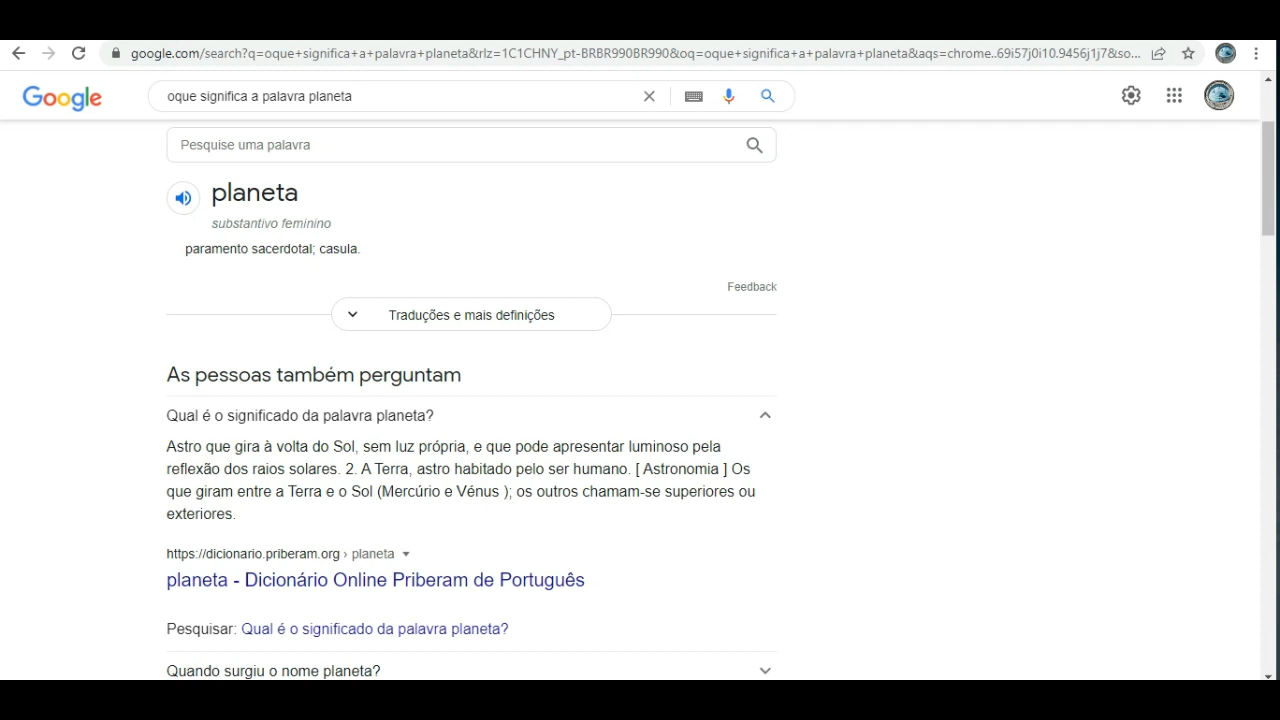 google.com/search?q=oque+significa+a+palavra+planeta&rlz=1C1CHNY_pt-BRBR990BR990&oq=oque+significa+a+palavra+planeta&aqs=chrome..69i57j0i10.9456j1j7&so...
Google
oque significa a palavra planeta
Pesquise uma palavra
planeta
substantivo feminino
paramento sacerdotal; casula.
Feedback
Traduções e mais definições
As pessoas também perguntam
Qual é o significado da palavra planeta?
Astro que gira à volta do Sol, sem luz própria, e que pode apresentar luminoso pela
reflexão dos raios solares. 2. A Terra, astro habitado pelo ser humano. [ Astronomia ] Os
que giram entre a Terra e o Sol (Mercúrio e Vénus ); os outros chamam-se superiores ou
exteriores.
https://dicionario.priberam.org › planeta
planeta - Dicionário Online Priberam de Português
Pesquisar: Qual é o significado da palavra planeta?
Quando surgiu o nome planeta?